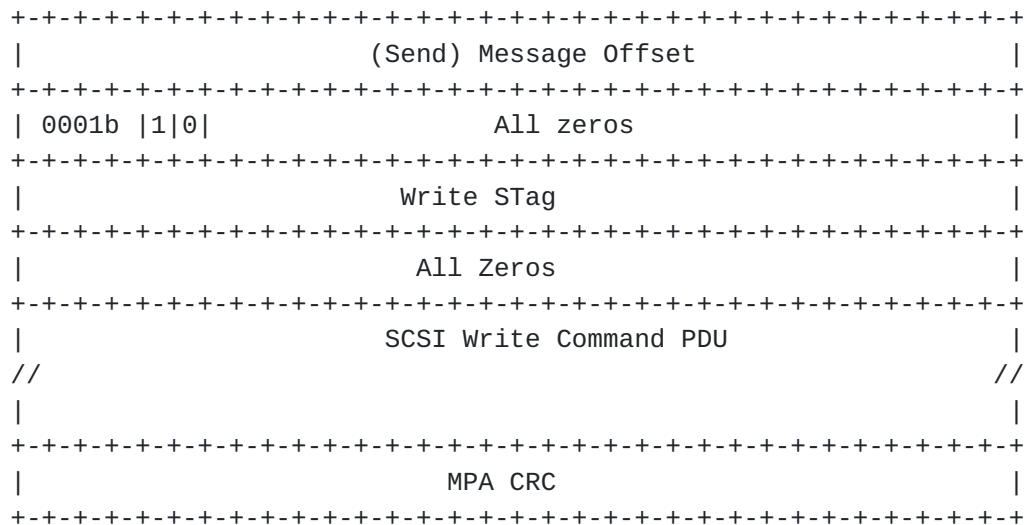 +-+-+-+-+-+-+-+-+-+-+-+-+-+-+-+-+-+-+-+-+-+-+-+-+-+-+-+-+-+-+-+-+
|                      (Send) Message Offset                    |
+-+-+-+-+-+-+-+-+-+-+-+-+-+-+-+-+-+-+-+-+-+-+-+-+-+-+-+-+-+-+-+-+
| 0001b |1|0|                  All zeros                        |
+-+-+-+-+-+-+-+-+-+-+-+-+-+-+-+-+-+-+-+-+-+-+-+-+-+-+-+-+-+-+-+-+
|                        Write STag                             |
+-+-+-+-+-+-+-+-+-+-+-+-+-+-+-+-+-+-+-+-+-+-+-+-+-+-+-+-+-+-+-+-+
|                         All Zeros                             |
+-+-+-+-+-+-+-+-+-+-+-+-+-+-+-+-+-+-+-+-+-+-+-+-+-+-+-+-+-+-+-+-+
|                       SCSI Write Command PDU                  |
//                                                             //
|                                                               |
+-+-+-+-+-+-+-+-+-+-+-+-+-+-+-+-+-+-+-+-+-+-+-+-+-+-+-+-+-+-+-+-+
|                           MPA CRC                             |
+-+-+-+-+-+-+-+-+-+-+-+-+-+-+-+-+-+-+-+-+-+-+-+-+-+-+-+-+-+-+-+-+